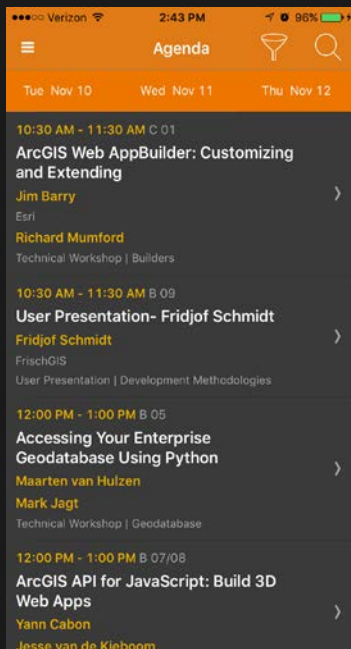 Verizon 2:43 PM 96%
Agenda
Tue Nov 10 Wed Nov 11 Thu Nov 12
10:30 AM - 11:30 AM C 01
ArcGIS Web AppBuilder: Customizing
and Extending
Jim Barry
Esri
Richard Mumford
Technical Workshop | Builders
10:30 AM - 11:30 AM B 09
User Presentation- Fridjof Schmidt
Fridjof Schmidt
FrischGIS
User Presentation | Development Methodologies
12:00 PM - 1:00 PM B 05
Accessing Your Enterprise
Geodatabase Using Python
Maarten van Hulzen
Mark Jagt
Technical Workshop | Geodatabase
12:00 PM - 1:00 PM B 07/08
ArcGIS API for JavaScript: Build 3D
Web Apps
Yann Cabon
Jesse van de Kieboom